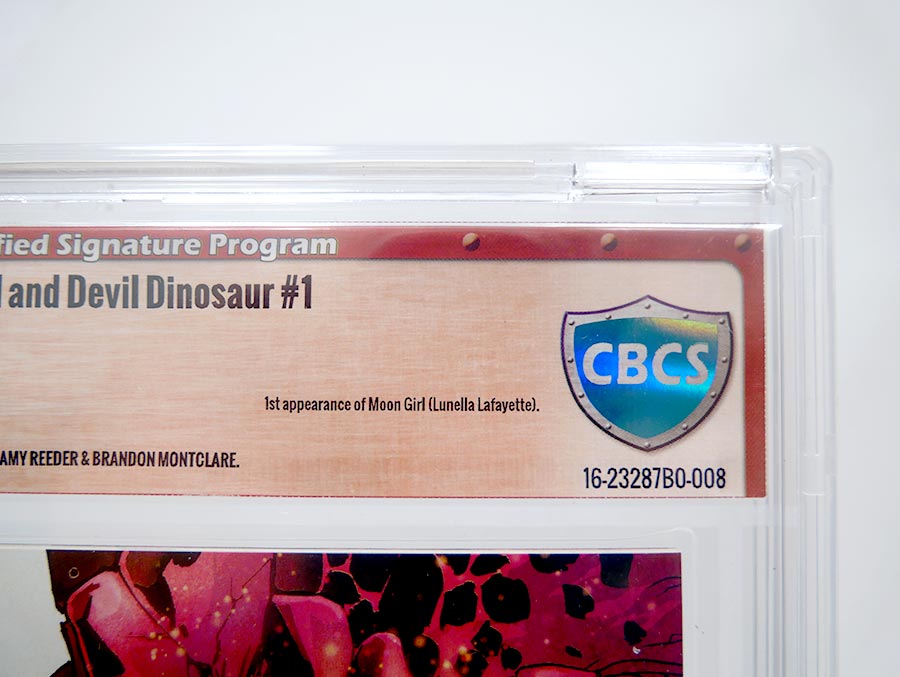 fied Signature Program
l and Devil Dinosaur #1
CBCS
1st appearance of Moon Girl (Lunella Lafayette).
AMY REEDER & BRANDON MONTCLARE.
16-23287B0-008